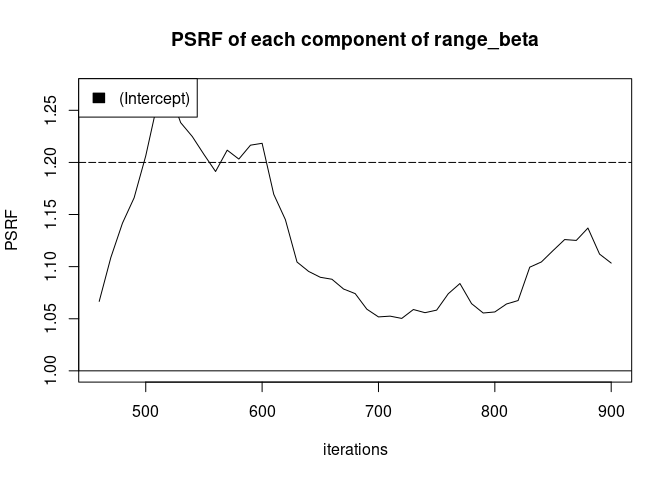 PSRF of each component of range_beta
(Intercept)
PSRF
1.25
1.20
1.15
1.10
1.05
1.00
500 600 700 800 900
iterations